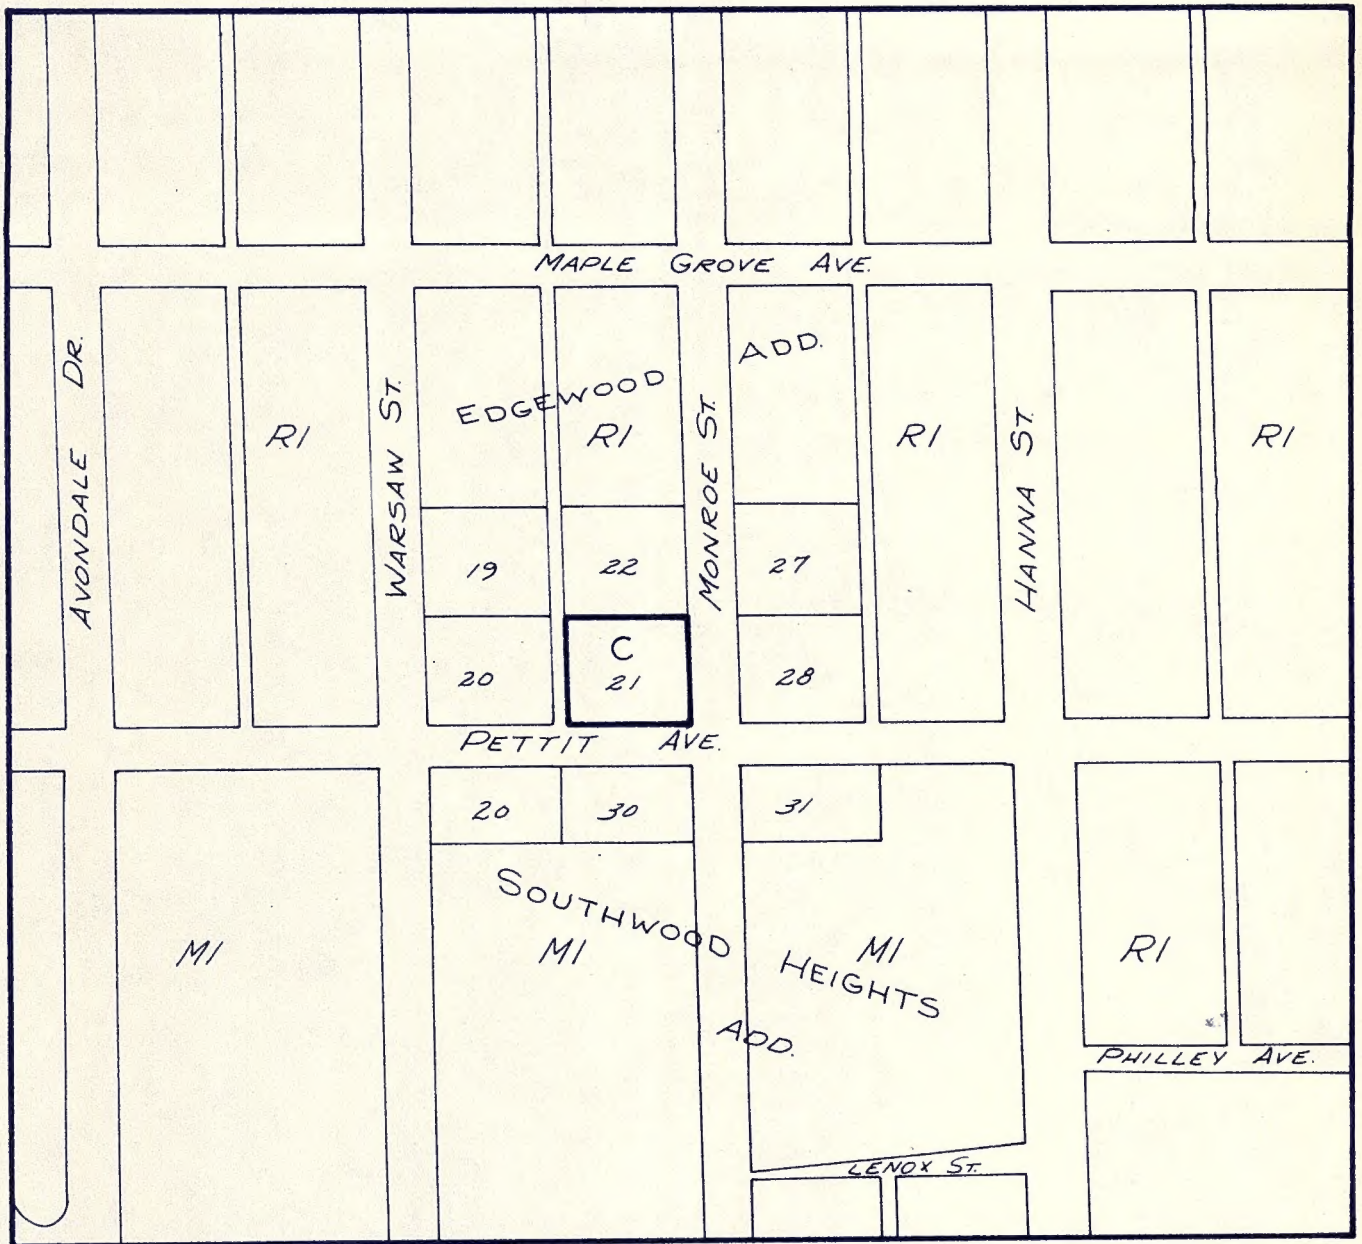 MAPLE GROVE AVE.
AVONDALE DR.
WARSAW ST.
EDGEWOOD ADD.
MONROE ST.
HANNA ST.
R1
R1
R1
R1
19
22
27
C
20
21
28
PETTIT AVE.
20
30
31
SOUTHWOOD HEIGHTS ADD.
M1
M1
M1
R1
PHILLEY AVE.
LENOX ST.